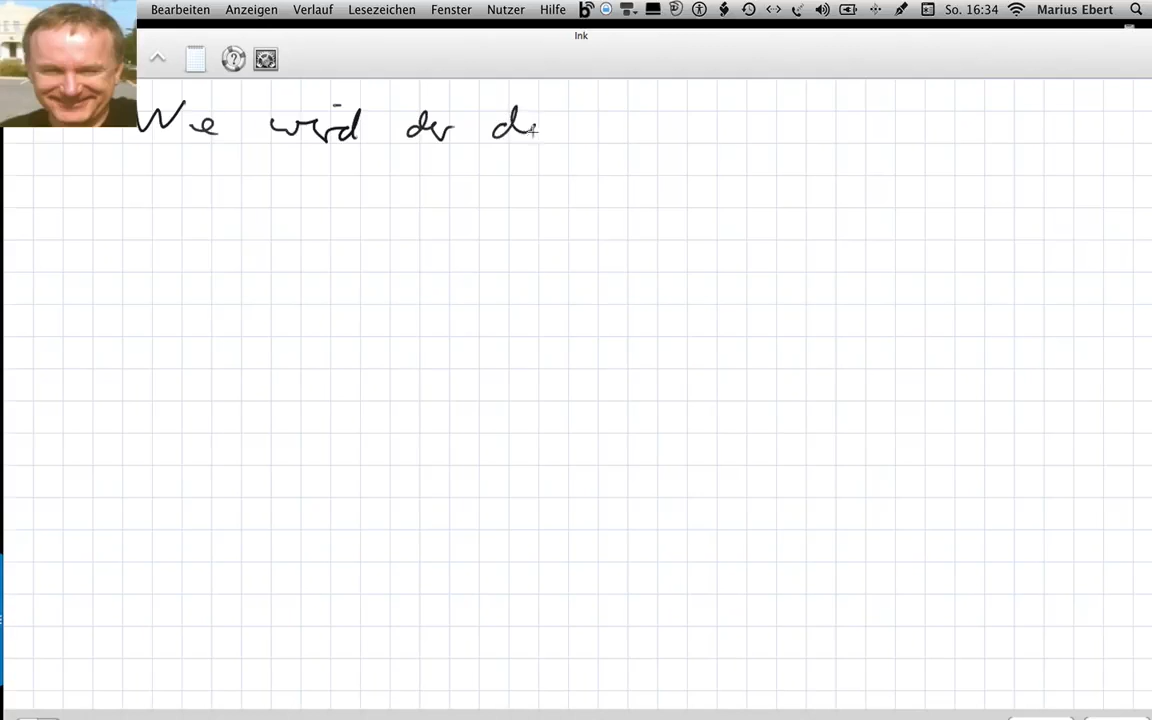 Bearbeiten Anzeigen Verlauf Lesezeichen Fenster Nutzer Hilfe So. 16:34 Marius Ebert
Ink
Wie wird der